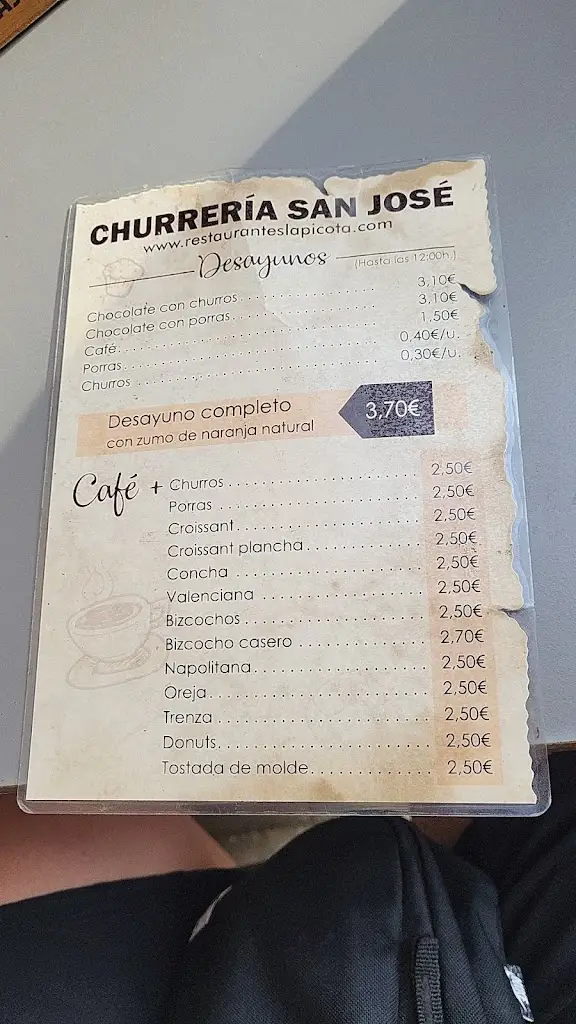 CHURRERÍA SAN JOSÉ
www.restauranteslapicota.com
Desayunos (Hasta las 12:00h.)
Chocolate con churros. . . . . . . . . . . . . . . . . . 3,10€
Chocolate con porras. . . . . . . . . . . . . . . . . . 3,10€
Café. . . . . . . . . . . . . . . . . . . . . . . . . . . . . . 1,50€
Porras. . . . . . . . . . . . . . . . . . . . . . . . . . . . . 0,40€/u.
Churros . . . . . . . . . . . . . . . . . . . . . . . . . . . 0,30€/u.
Desayuno completo 3,70€
con zumo de naranja natural
Café + Churros . . . . . . . . . . . . . . . . . . . . . 2,50€
Porras . . . . . . . . . . . . . . . . . . . . . . 2,50€
Croissant. . . . . . . . . . . . . . . . . . . . 2,50€
Croissant plancha. . . . . . . . . . . . . 2,50€
Concha . . . . . . . . . . . . . . . . . . . . 2,50€
Valenciana . . . . . . . . . . . . . . . . . . 2,50€
Bizcochos . . . . . . . . . . . . . . . . . . . 2,50€
Bizcocho casero . . . . . . . . . . . . . . 2,70€
Napolitana. . . . . . . . . . . . . . . . . . 2,50€
Oreja. . . . . . . . . . . . . . . . . . . . . . . 2,50€
Trenza . . . . . . . . . . . . . . . . . . . . . . 2,50€
Donuts. . . . . . . . . . . . . . . . . . . . . . 2,50€
Tostada de molde. . . . . . . . . . . . . 2,50€